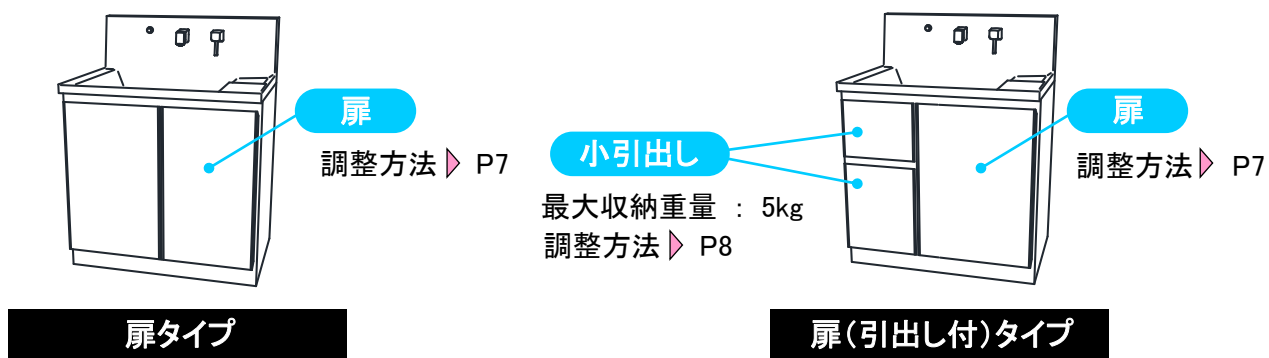 扉
調整方法 P7
扉タイプ
小引出し
最大収納重量 : 5kg
調整方法 P8
扉
調整方法 P7
扉(引出し付)タイプ